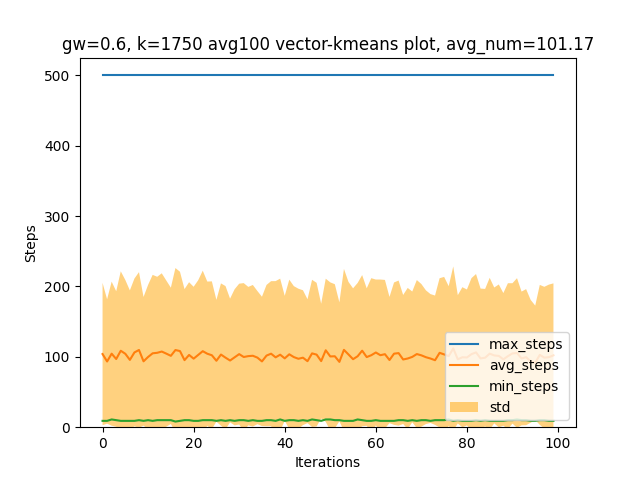 gw=0.6, k=1750 avg100 vector-kmeans plot, avg_num=101.17
500
400
300
200
100
0
Steps
0 20 40 60 80 100
Iterations
max_steps
avg_steps
min_steps
std